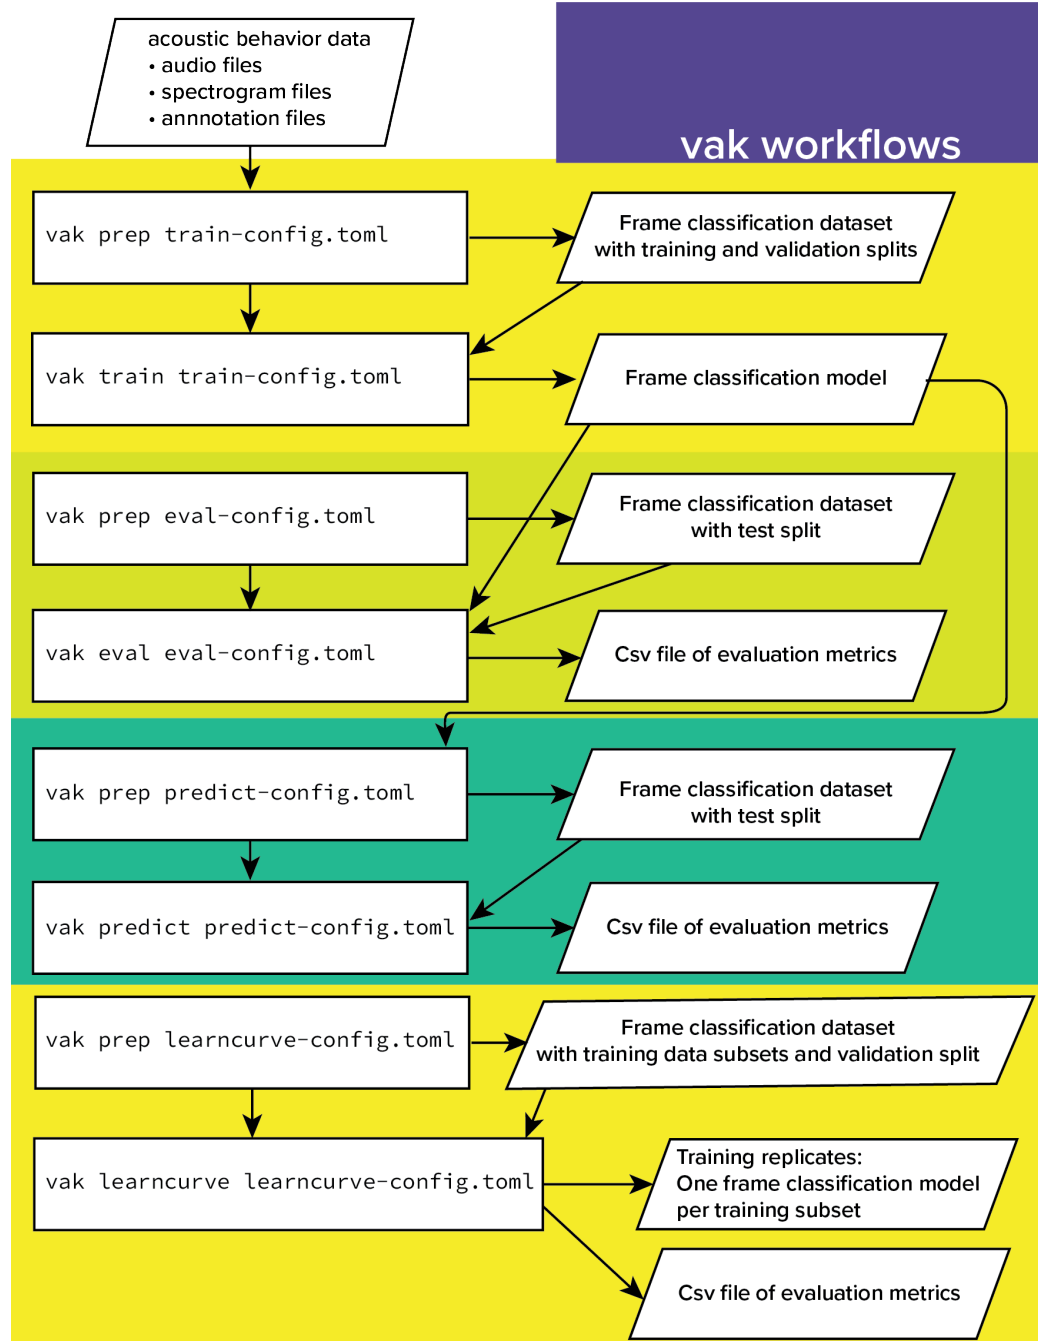 acoustic behavior data
• audio files
• spectrogram files
• annnotation files
vak workflows
vak prep train-config.toml
Frame classification dataset
with training and validation splits
vak train train-config.toml
Frame classification model
vak prep eval-config.toml
Frame classification dataset
with test split
vak eval eval-config.toml
Csv file of evaluation metrics
vak prep predict-config.toml
Frame classification dataset
with test split
vak predict predict-config.toml
Csv file of evaluation metrics
vak prep learncurve-config.toml
Frame classification dataset
with training data subsets and validation split
vak learncurve learncurve-config.toml
Training replicates:
One frame classification model
per training subset
Csv file of evaluation metrics